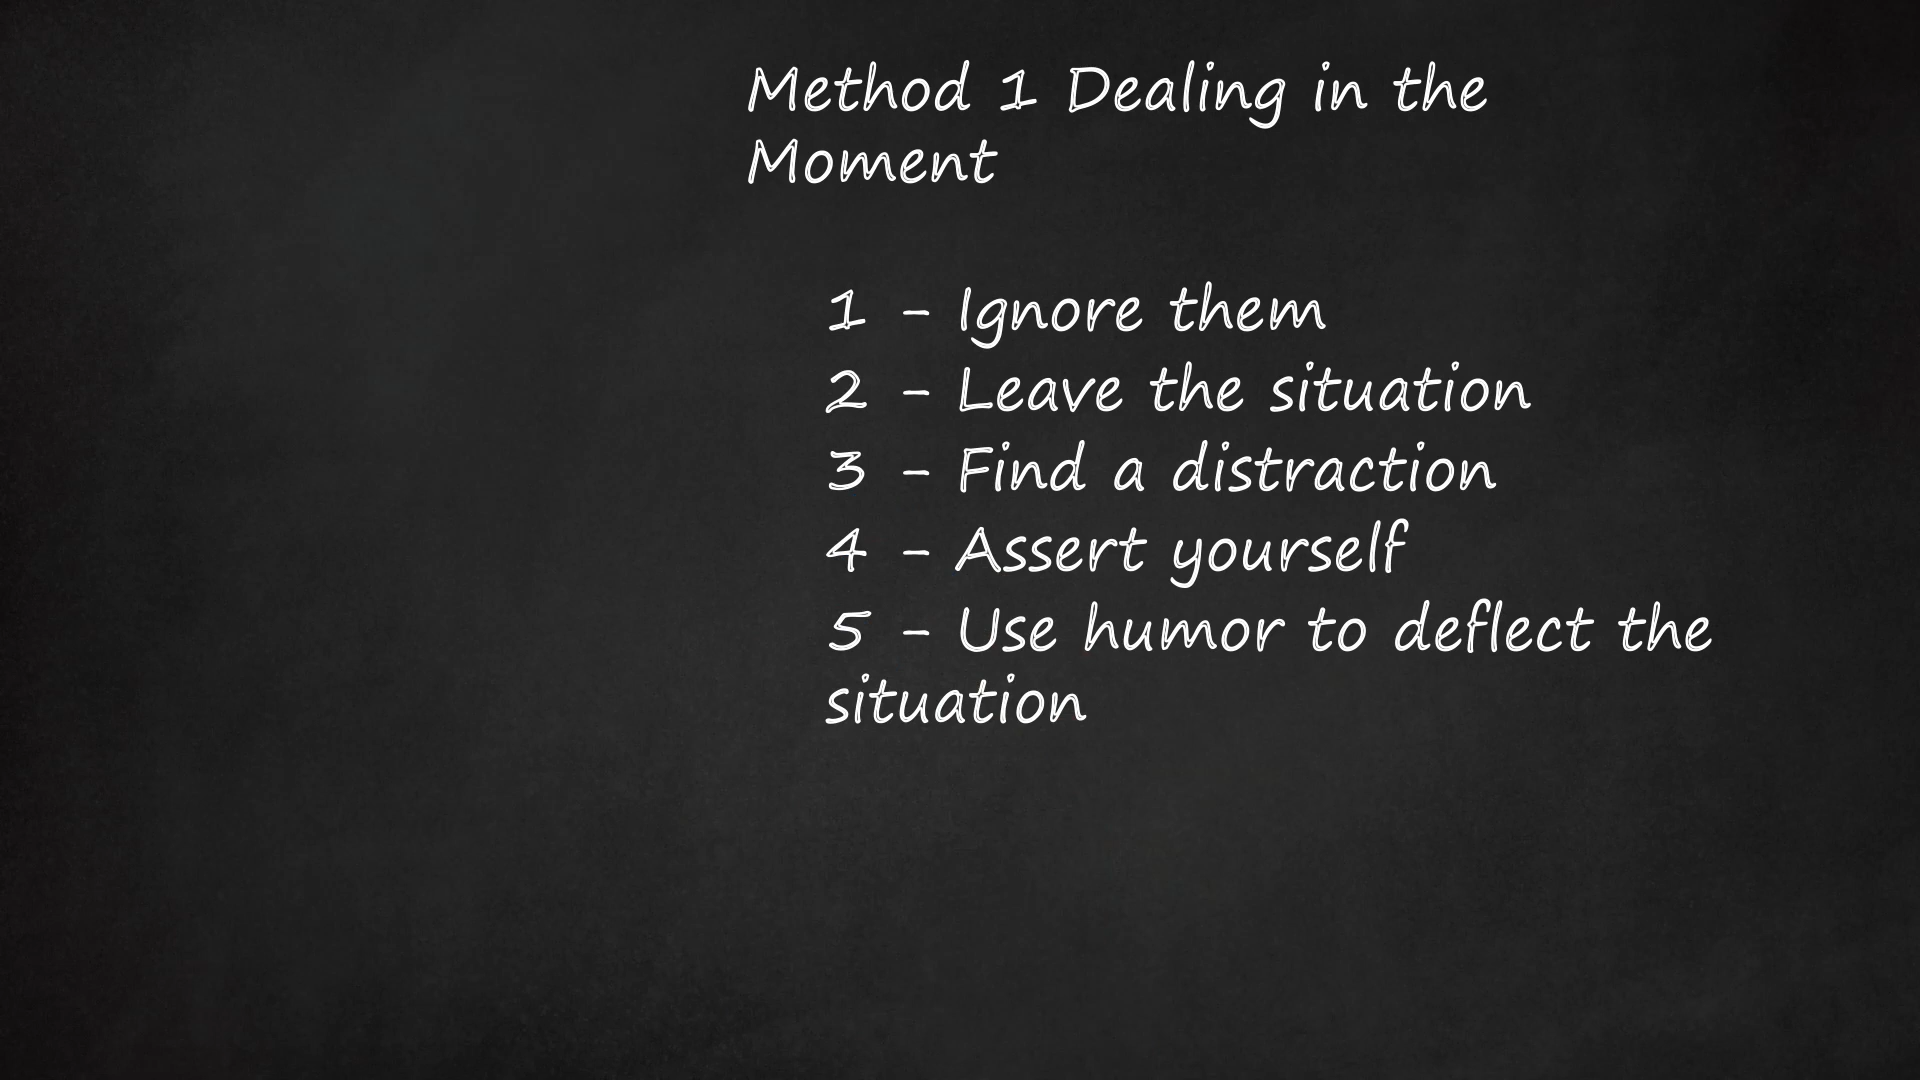 Method 1 Dealing in the
Moment
1 - Ignore them
2 - Leave the situation
3 - Find a distraction
4 - Assert yourself
5 - Use humor to deflect the
situation